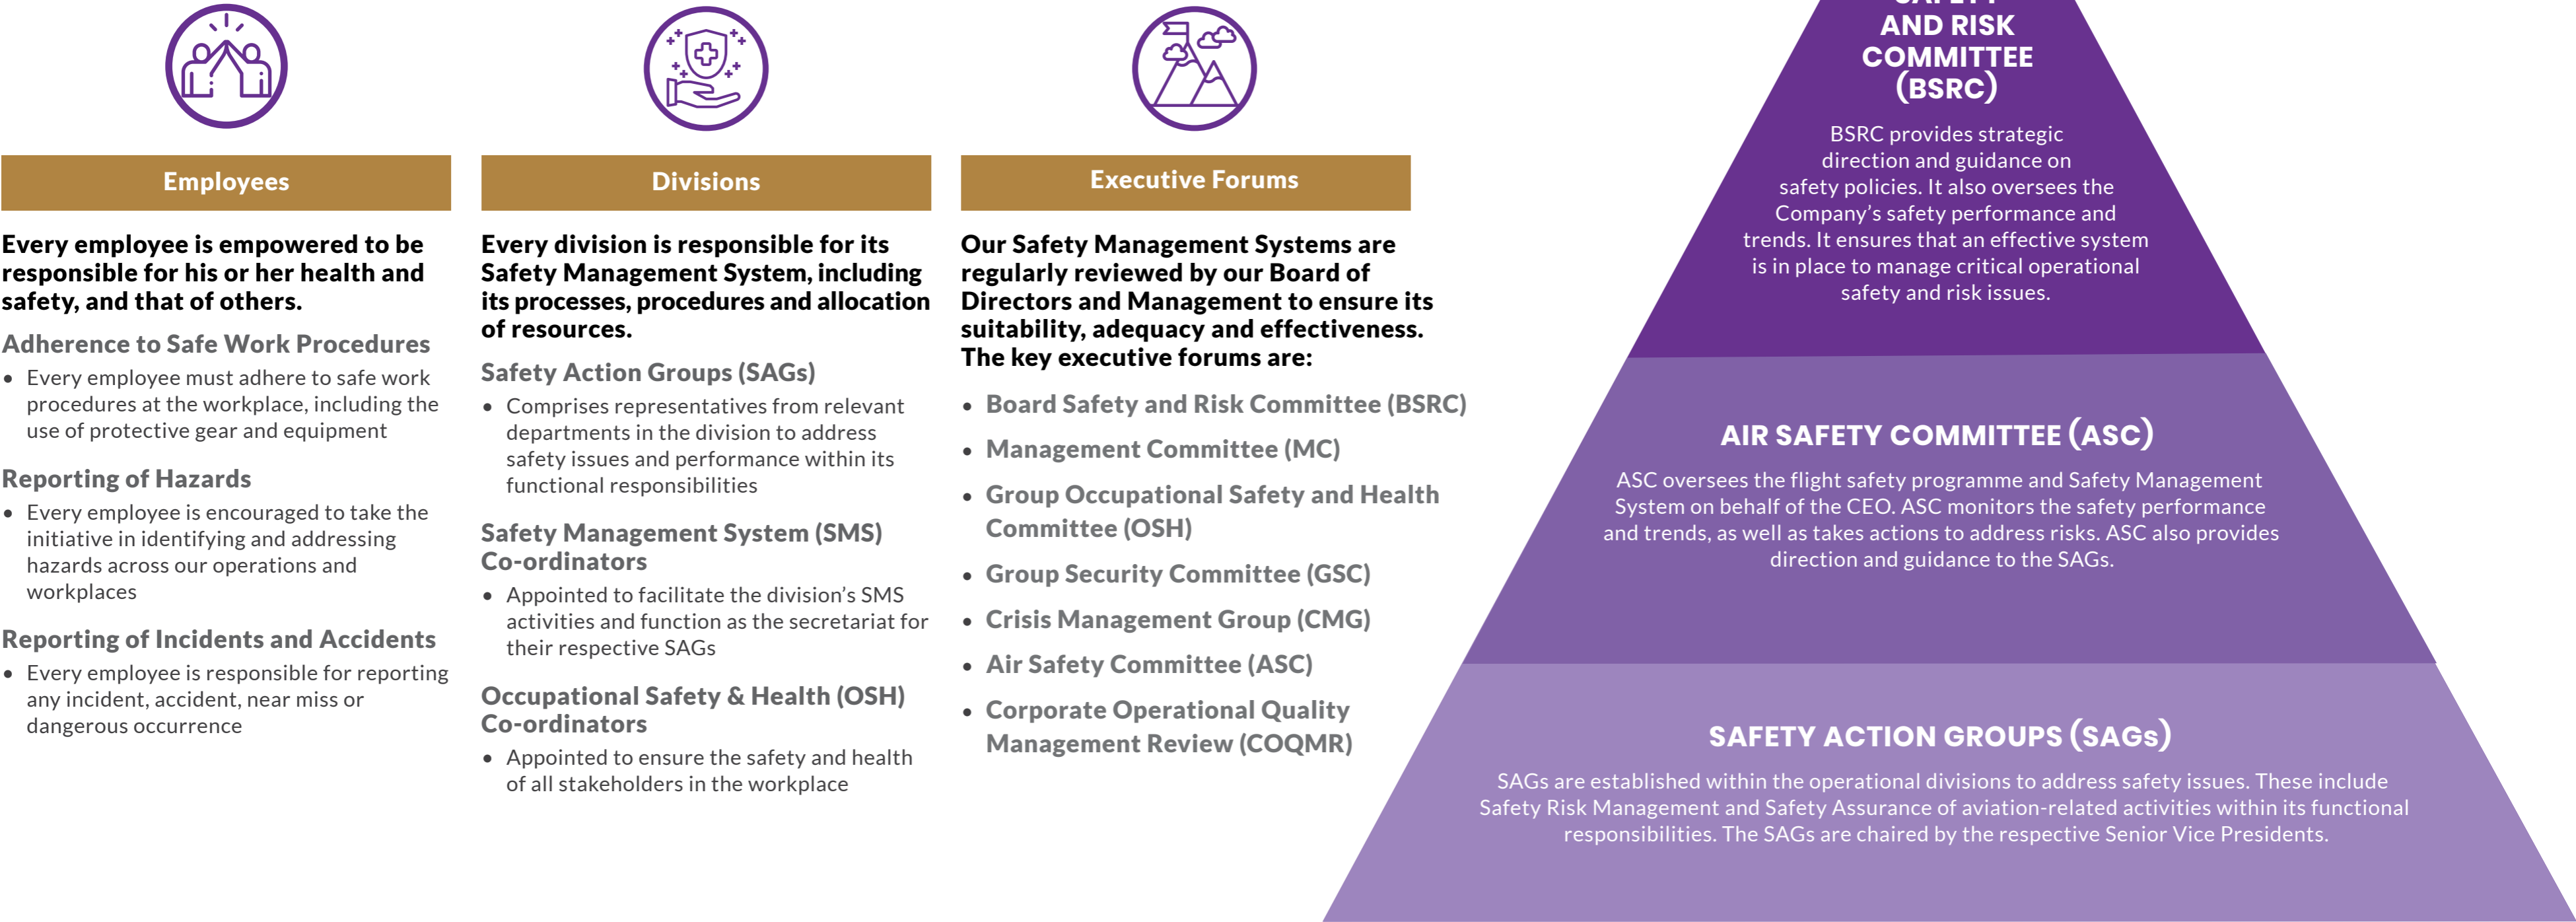 Employees
Every employee is empowered to be
responsible for his or her health and
safety, and that of others.
Adherence to Safe Work Procedures
• Every employee must adhere to safe work
procedures at the workplace, including the
use of protective gear and equipment
Reporting of Hazards
• Every employee is encouraged to take the
initiative in identifying and addressing
hazards across our operations and
workplaces
Reporting of Incidents and Accidents
• Every employee is responsible for reporting
any incident, accident, near miss or
dangerous occurrence
Divisions
Every division is responsible for its
Safety Management System, including
its processes, procedures and allocation
of resources.
Safety Action Groups (SAGs)
• Comprises representatives from relevant
departments in the division to address
safety issues and performance within its
functional responsibilities
Safety Management System (SMS)
Co-ordinators
• Appointed to facilitate the division’s SMS
activities and function as the secretariat for
their respective SAGs
Occupational Safety & Health (OSH)
Co-ordinators
• Appointed to ensure the safety and health
of all stakeholders in the workplace
Executive Forums
Our Safety Management Systems are
regularly reviewed by our Board of
Directors and Management to ensure its
suitability, adequacy and effectiveness.
The key executive forums are:
• Board Safety and Risk Committee (BSRC)
• Management Committee (MC)
• Group Occupational Safety and Health
Committee (OSH)
• Group Security Committee (GSC)
• Crisis Management Group (CMG)
• Air Safety Committee (ASC)
• Corporate Operational Quality
Management Review (COQMR)
SAFETY
AND RISK
COMMITTEE
(BSRC)
BSRC provides strategic
direction and guidance on
safety policies. It also oversees the
Company’s safety performance and
trends. It ensures that an effective system
is in place to manage critical operational
safety and risk issues.
AIR SAFETY COMMITTEE (ASC)
ASC oversees the flight safety programme and Safety Management
System on behalf of the CEO. ASC monitors the safety performance
and trends, as well as takes actions to address risks. ASC also provides
direction and guidance to the SAGs.
SAFETY ACTION GROUPS (SAGs)
SAGs are established within the operational divisions to address safety issues. These include
Safety Risk Management and Safety Assurance of aviation-related activities within its functional
responsibilities. The SAGs are chaired by the respective Senior Vice Presidents.